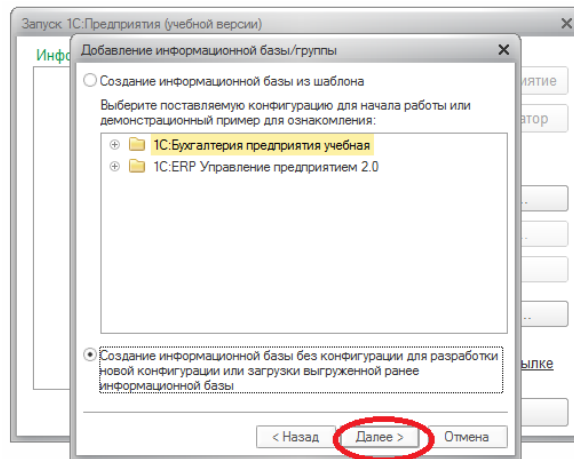 Запуск 1С:Предприятия (учебной версии)
Добавление информационной базы/группы
Создание информационной базы из шаблона
Выберите поставляемую конфигурацию для начала работы или
демонстрационный пример для ознакомления:
1С:Бухгалтерия предприятия учебная
1С:ERP Управление предприятием 2.0
Создание информационной базы без конфигурации для разработки
новой конфигурации или загрузки выгруженной ранее
информационной базы
< Назад Далее > Отмена